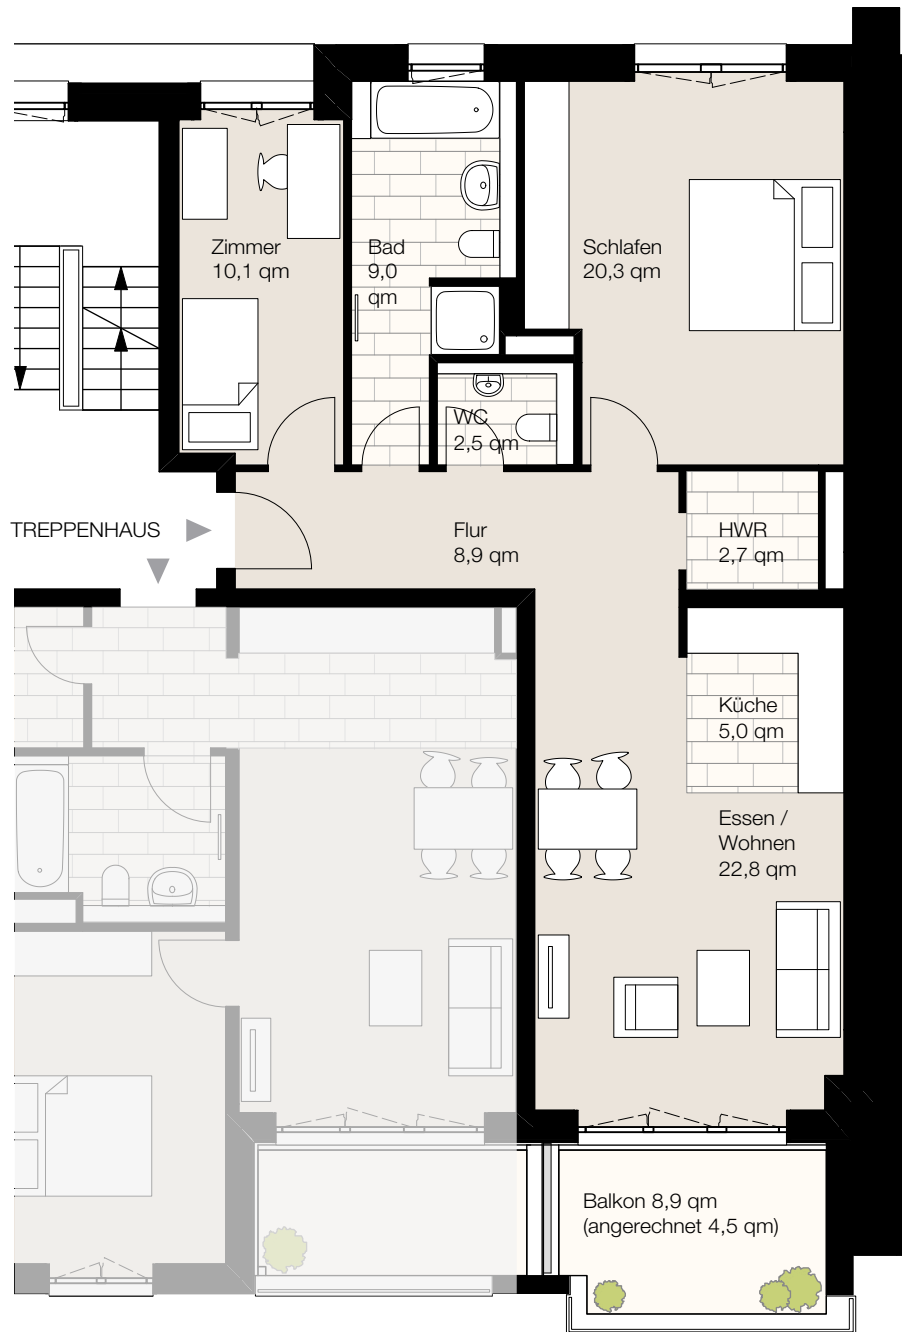 Zimmer
10,1 qm
Bad
9,0
qm
Schlafen
20,3 qm
WC
2,5 qm
TREPPENHAUS
Flur
8,9 qm
HWR
2,7 qm
Küche
5,0 qm
Essen /
Wohnen
22,8 qm
Balkon 8,9 qm
(angerechnet 4,5 qm)